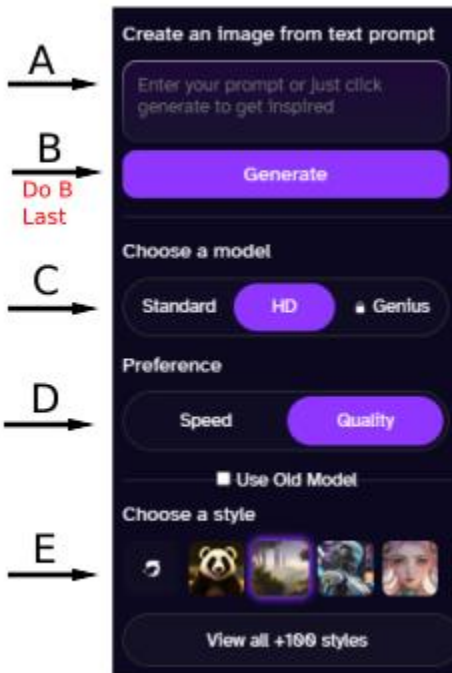 Create an image from text prompt
A
Enter your prompt or just click
generate to get inspired
B
Generate
Do B
Last
Choose a model
C
Standard HD Genius
Preference
D
Speed Quality
Use Old Model
Choose a style
E
View all +100 styles